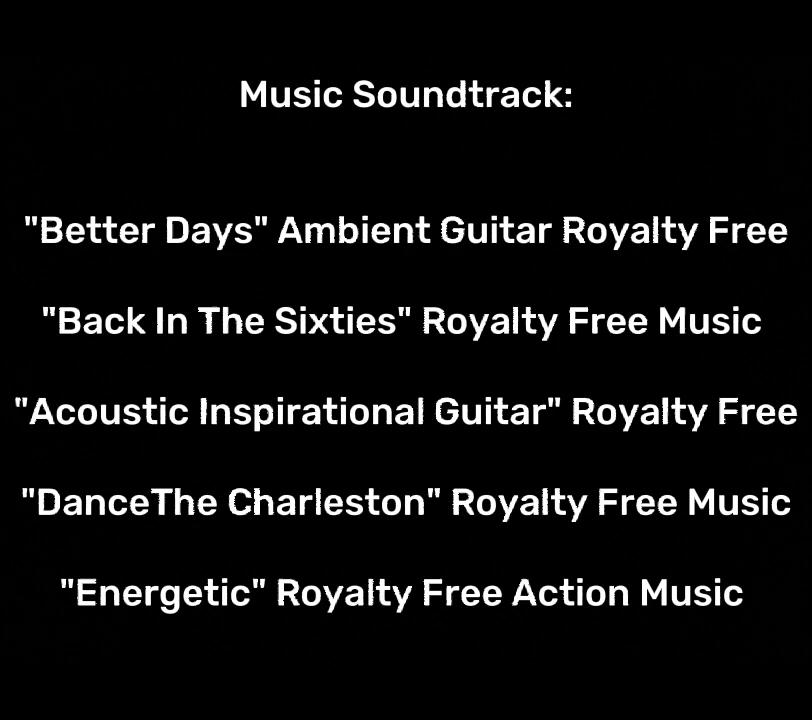 Music Soundtrack:
"Better Days" Ambient Guitar Royalty Free
"Back In The Sixties" Royalty Free Music
"Acoustic Inspirational Guitar" Royalty Free
"DanceThe Charleston" Royalty Free Music
"Energetic" Royalty Free Action Music